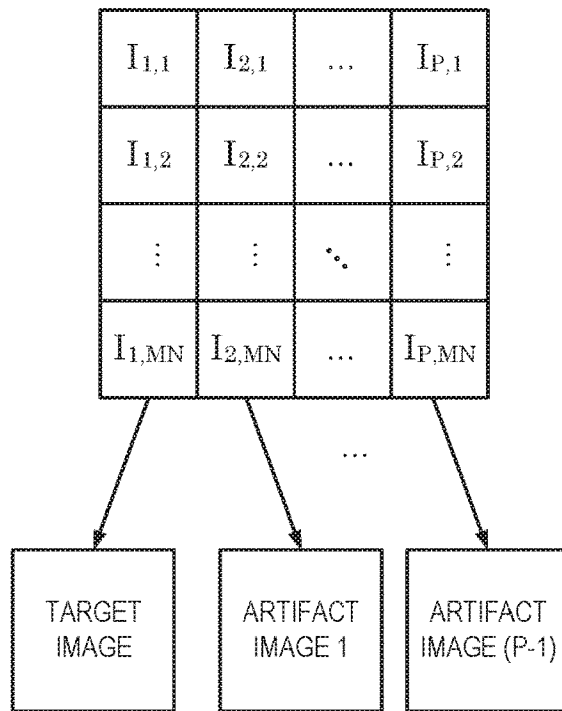 I1,1 I2,1 ... IP,1
I1,2 I2,2 ... IP,2
⋮ ⋮ ⋱ ⋮
I1,MN I2,MN ... IP,MN
...
TARGET IMAGE
ARTIFACT IMAGE 1
ARTIFACT IMAGE (P-1)